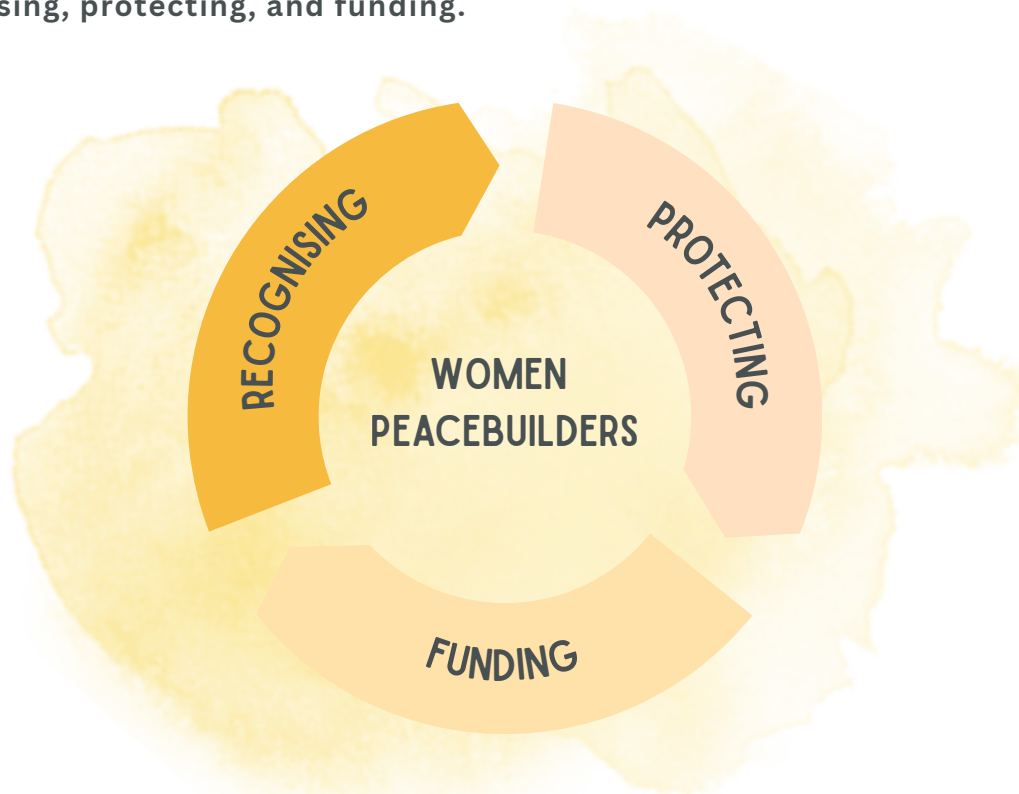 sing, protecting, and funding.
RECOGNISING
PROTECTING
WOMEN
PEACEBUILDERS
FUNDING